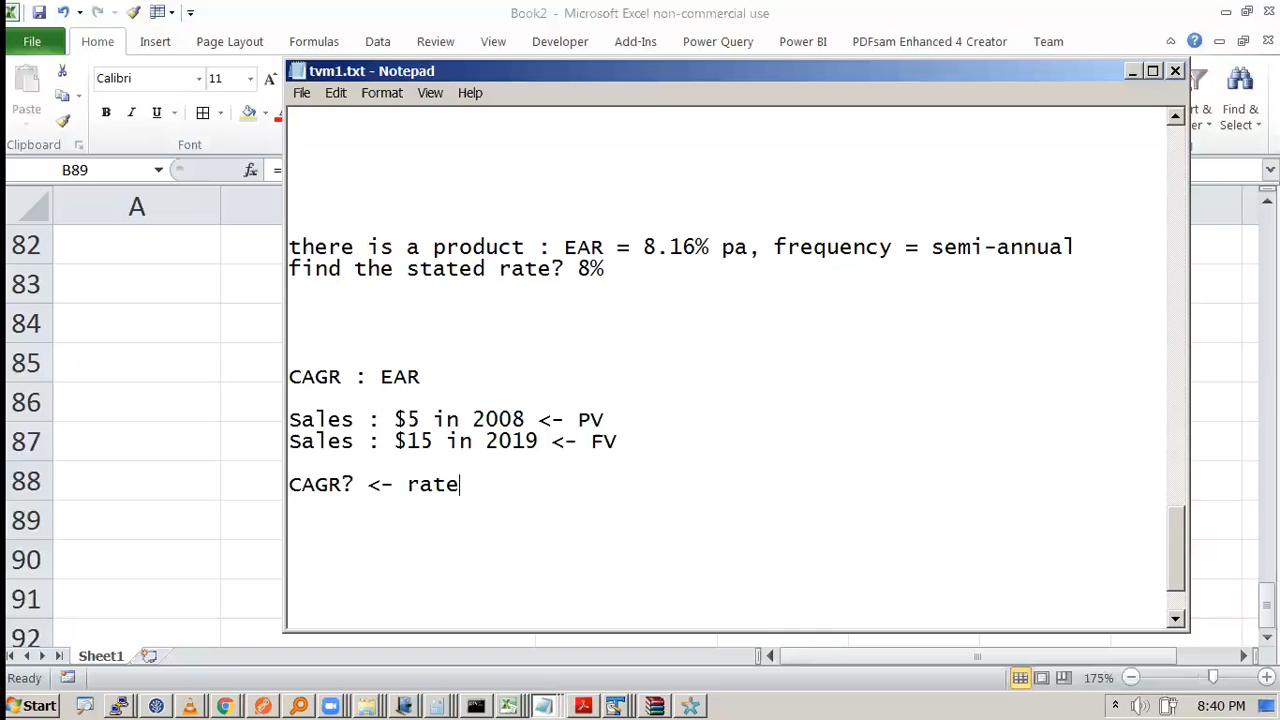 Book2 - Microsoft Excel non-commercial use
File Home Insert Page Layout Formulas Data Review View Developer Add-Ins Power Query Power BI PDFsam Enhanced 4 Creator Team
Paste
Calibri 11 A
B I U
Clipboard Font
Find &
Select
B89 fx =
tvm1.txt - Notepad
File Edit Format View Help
A
82
83
84
85
86
87
88
89
90
91
92
there is a product : EAR = 8.16% pa, frequency = semi-annual
find the stated rate? 8%
CAGR : EAR
Sales : $5 in 2008 <- PV
Sales : $15 in 2019 <- FV
CAGR? <- rate
Sheet1
Ready
175%
Start
8:40 PM